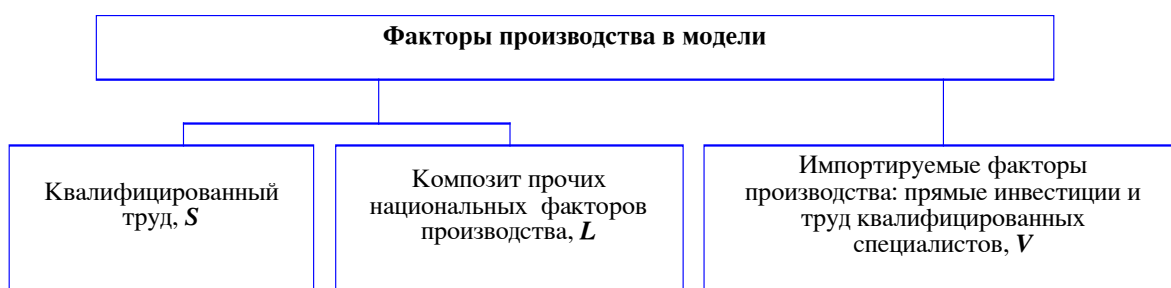 Факторы производства в модели
Квалифицированный
труд, S
Композит прочих
национальных факторов
производства, L
Импортируемые факторы
производства: прямые инвестиции и
труд квалифицированных
специалистов, V